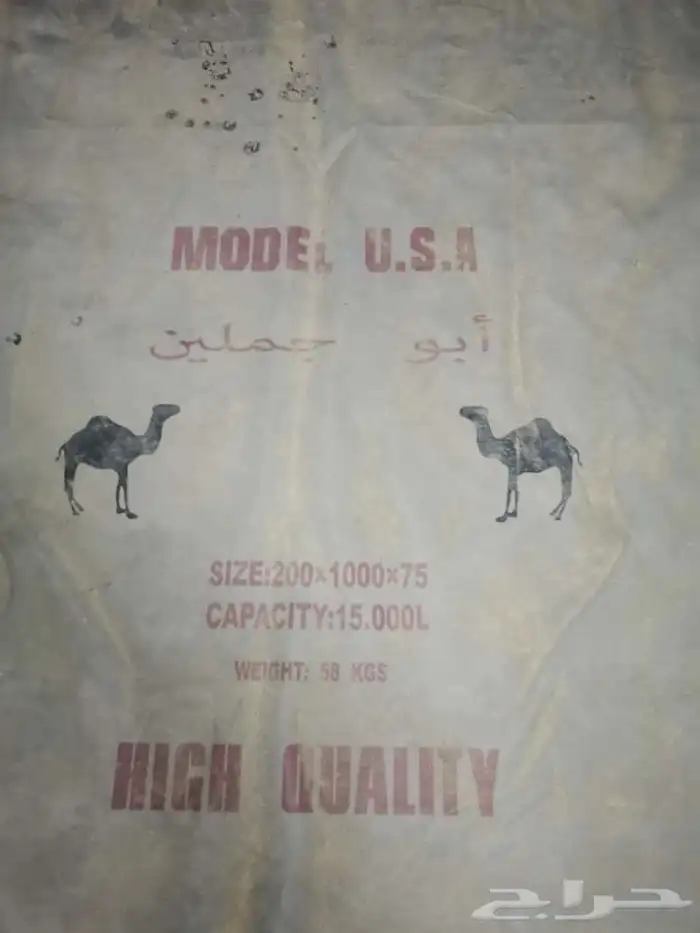 MODEL U.S.A
أبو جملين
SIZE:200×1000×75
CAPACITY:15.000L
WEIGHT: 58 KGS
HIGH QUALITY
حراج